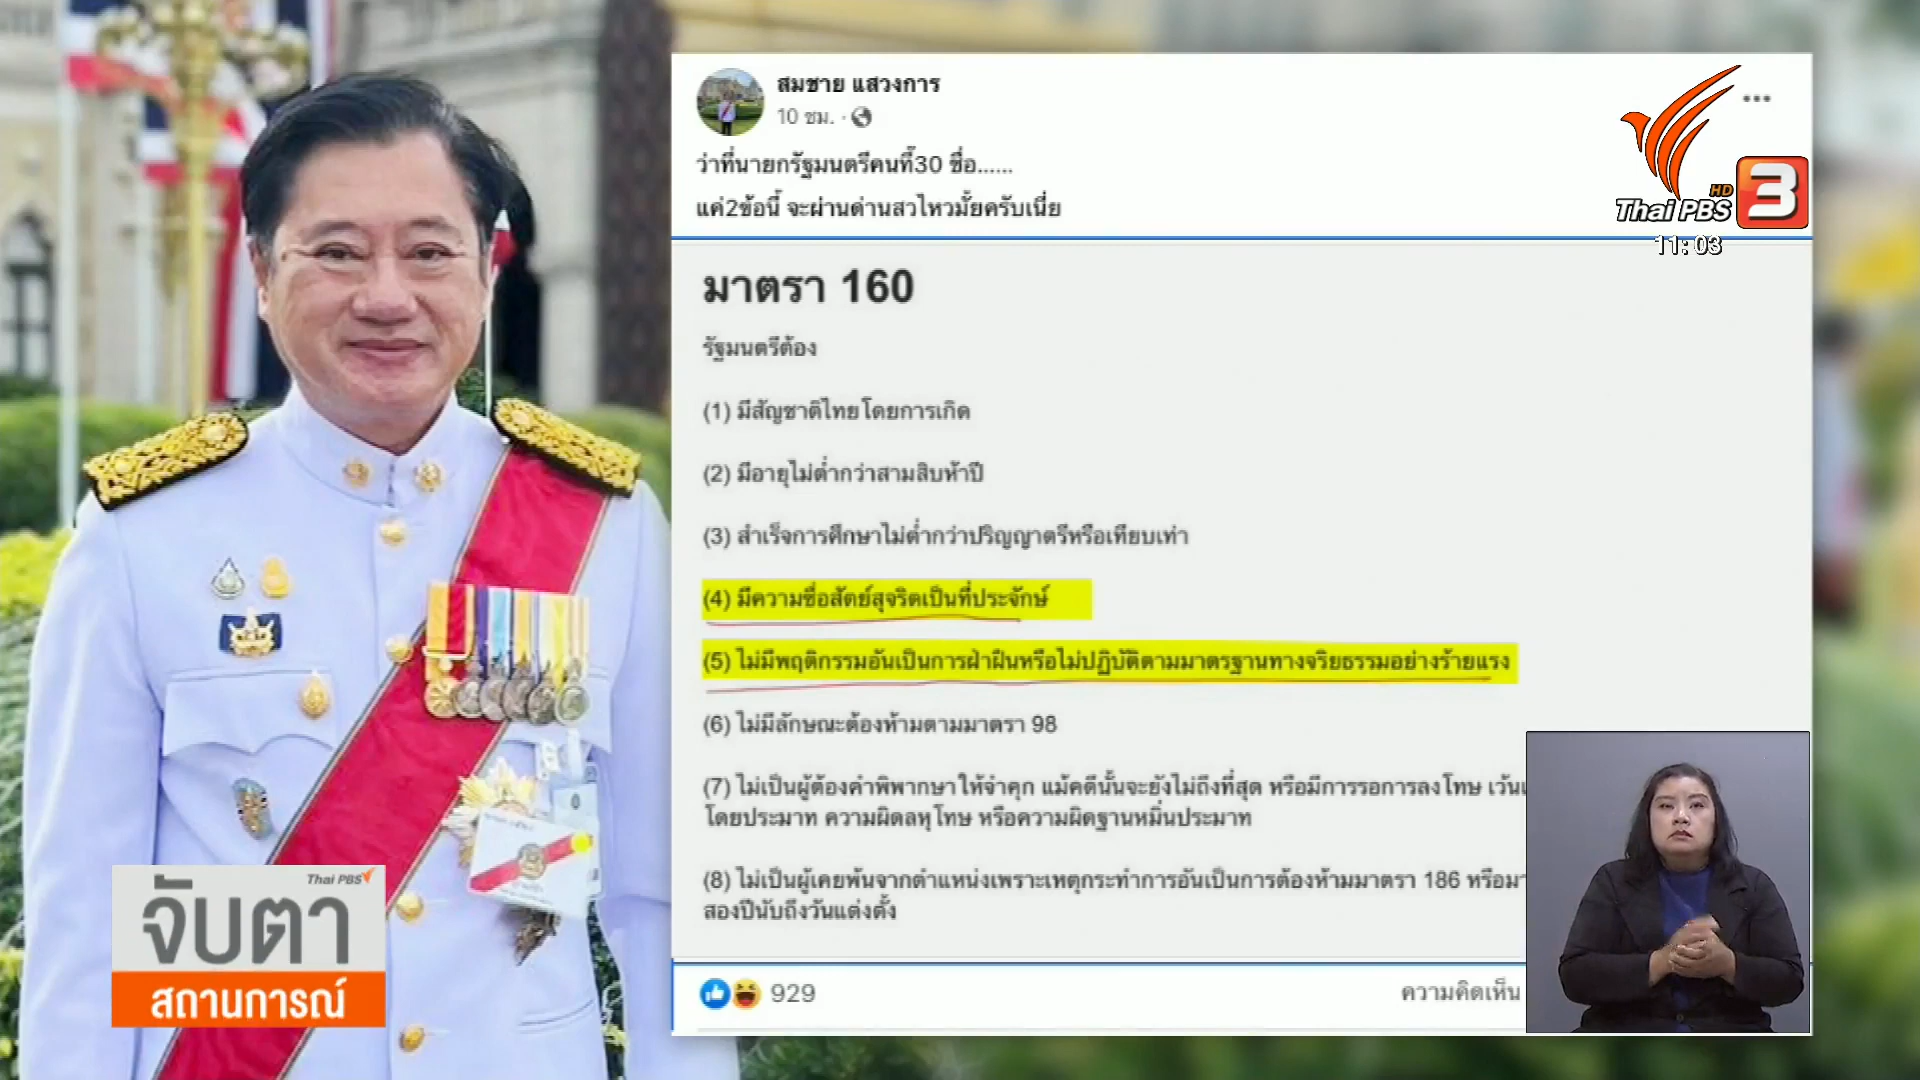 สมชาย แสวงการ
10 ชม.
ว่าที่นายกรัฐมนตรีคนที่30 ชื่อ......
แค่2ข้อนี้ จะผ่านด่านสวไหวมั้ยครับเนี่ย
Thai PBS HD 3
11:03
มาตรา 160
รัฐมนตรีต้อง
(1) มีสัญชาติไทยโดยการเกิด
(2) มีอายุไม่ต่ำกว่าสามสิบห้าปี
(3) สำเร็จการศึกษาไม่ต่ำกว่าปริญญาตรีหรือเทียบเท่า
(4) มีความซื่อสัตย์สุจริตเป็นที่ประจักษ์
(5) ไม่มีพฤติกรรมอันเป็นการฝ่าฝืนหรือไม่ปฏิบัติตามมาตรฐานทางจริยธรรมอย่างร้ายแรง
(6) ไม่มีลักษณะต้องห้ามตามมาตรา 98
(7) ไม่เป็นผู้ต้องคำพิพากษาให้จำคุก แม้คดีนั้นจะยังไม่ถึงที่สุด หรือมีการรอการลงโทษ เว้น
โดยประมาท ความผิดลหุโทษ หรือความผิดฐานหมิ่นประมาท
(8) ไม่เป็นผู้เคยพ้นจากตำแหน่งเพราะเหตุกระทำการอันเป็นการต้องห้ามมาตรา 186 หรือ
สองปีนับถึงวันแต่งตั้ง
929
ความคิดเห็น
Thai PBS
จับตา
สถานการณ์